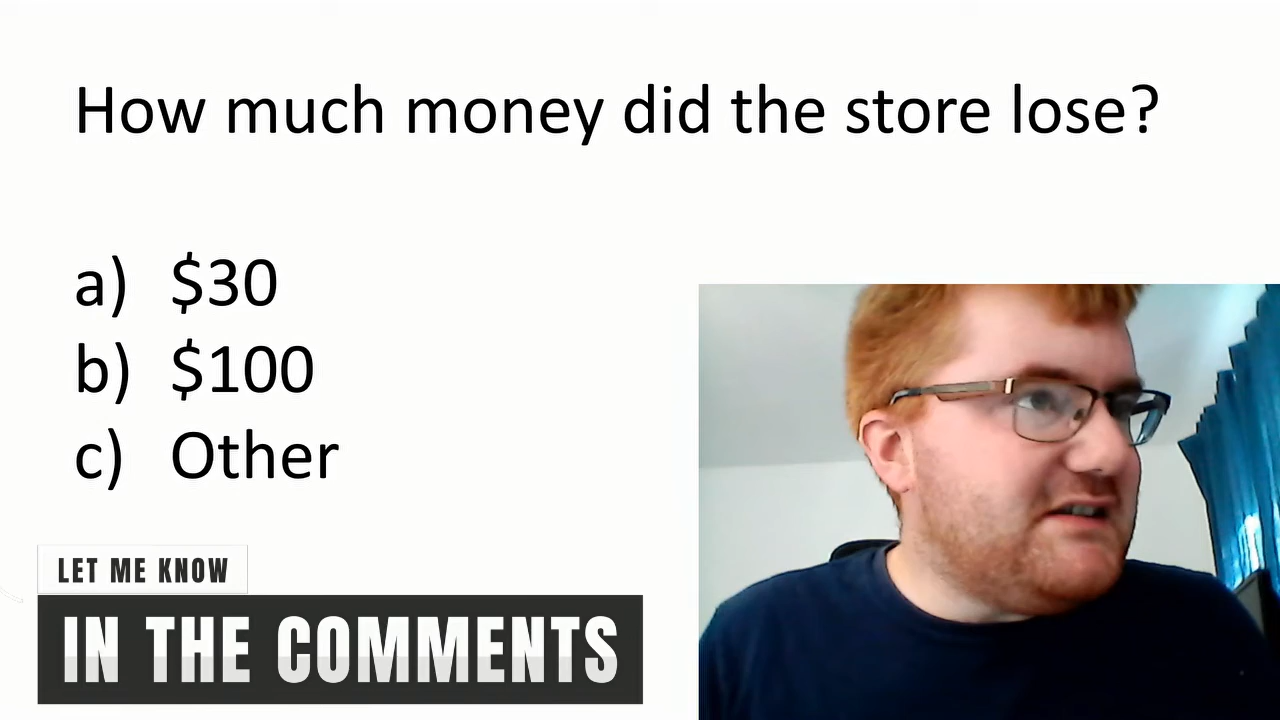 How much money did the store lose?
a) $30
b) $100
c) Other
LET ME KNOW
IN THE COMMENTS